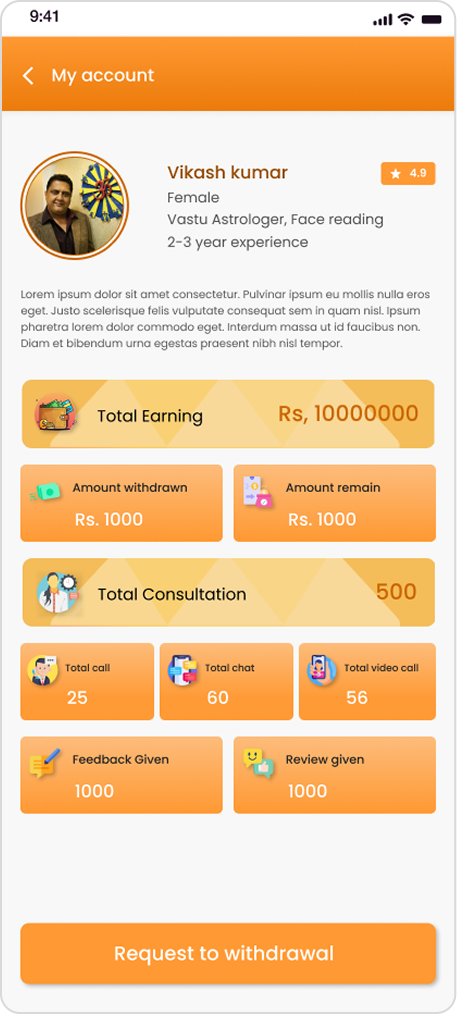 9:41
My account
Vikash kumar
4.9
Female
Vastu Astrologer, Face reading
2-3 year experience
Lorem ipsum dolor sit amet consectetur. Pulvinar ipsum eu mollis nulla eros
eget. Justo scelerisque felis vulputate consequat sem in quam nisl. Ipsum
pharetra lorem dolor commodo eget. Interdum massa ut id faucibus non.
Diam et bibendum urna egestas praesent nibh nisl tempor.
Total Earning
Rs, 10000000
Amount withdrawn
Rs. 1000
Amount remain
Rs. 1000
Total Consultation
500
Total call
25
Total chat
60
Total video call
56
Feedback Given
1000
Review given
1000
Request to withdrawal